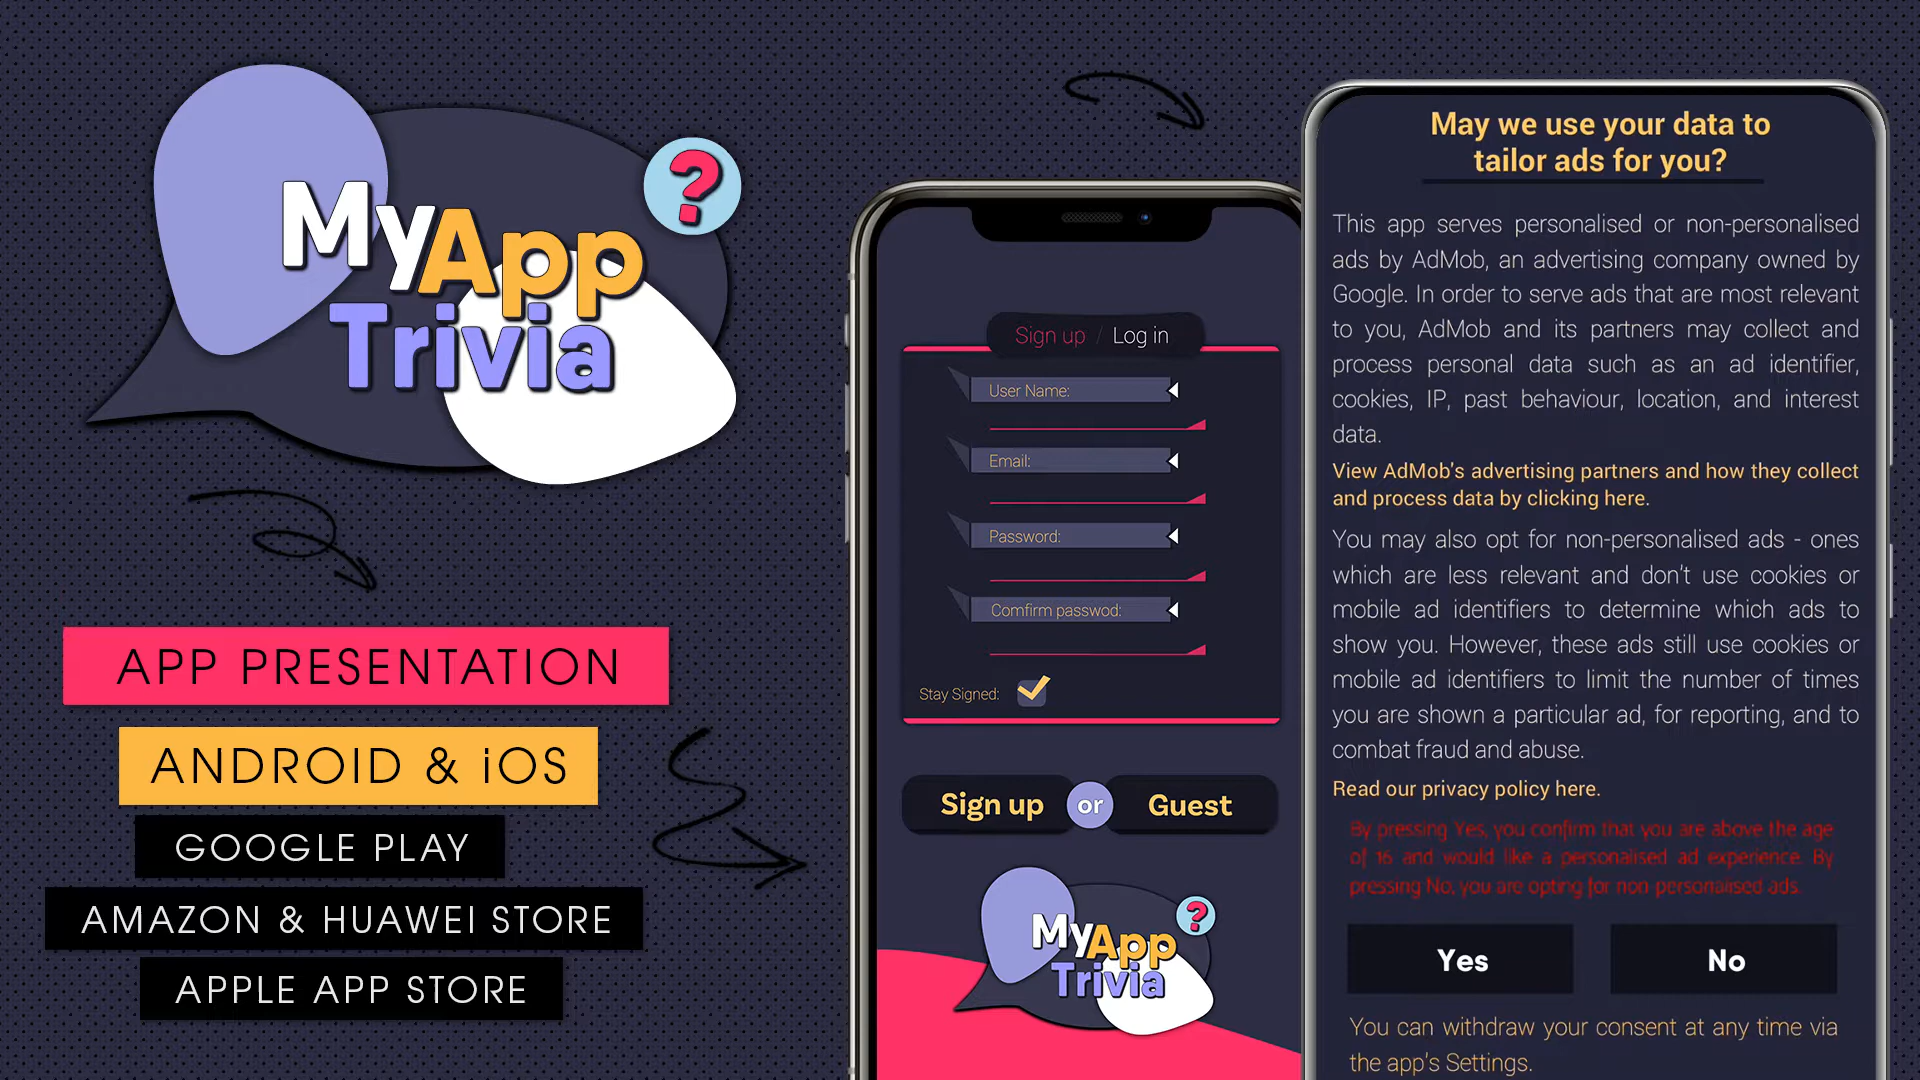 MyApp
Trivia
?
APP PRESENTATION
ANDROID & iOS
GOOGLE PLAY
AMAZON & HUAWEI STORE
APPLE APP STORE
Sign up / Log in
User Name:
Email:
Password:
Comfirm passwod:
Stay Signed:
Sign up or Guest
MyApp
Trivia
?
May we use your data to
tailor ads for you?
This app serves personalised or non-personalised
ads by AdMob, an advertising company owned by
Google. In order to serve ads that are most relevant
to you, AdMob and its partners may collect and
process personal data such as an ad identifier,
cookies, IP, past behaviour, location, and interest
data.
View AdMob's advertising partners and how they collect
and process data by clicking here.
You may also opt for non-personalised ads - ones
which are less relevant and don't use cookies or
mobile ad identifiers to determine which ads to
show you. However, these ads still use cookies or
mobile ad identifiers to limit the number of times
you are shown a particular ad, for reporting, and to
combat fraud and abuse.
Read our privacy policy here.
By pressing Yes, you confirm that you are above the age
of 16 and would like a personalised ad experience. By
pressing No, you are opting for non-personalised ads.
Yes
No
You can withdraw your consent at any time via
the app's Settings.